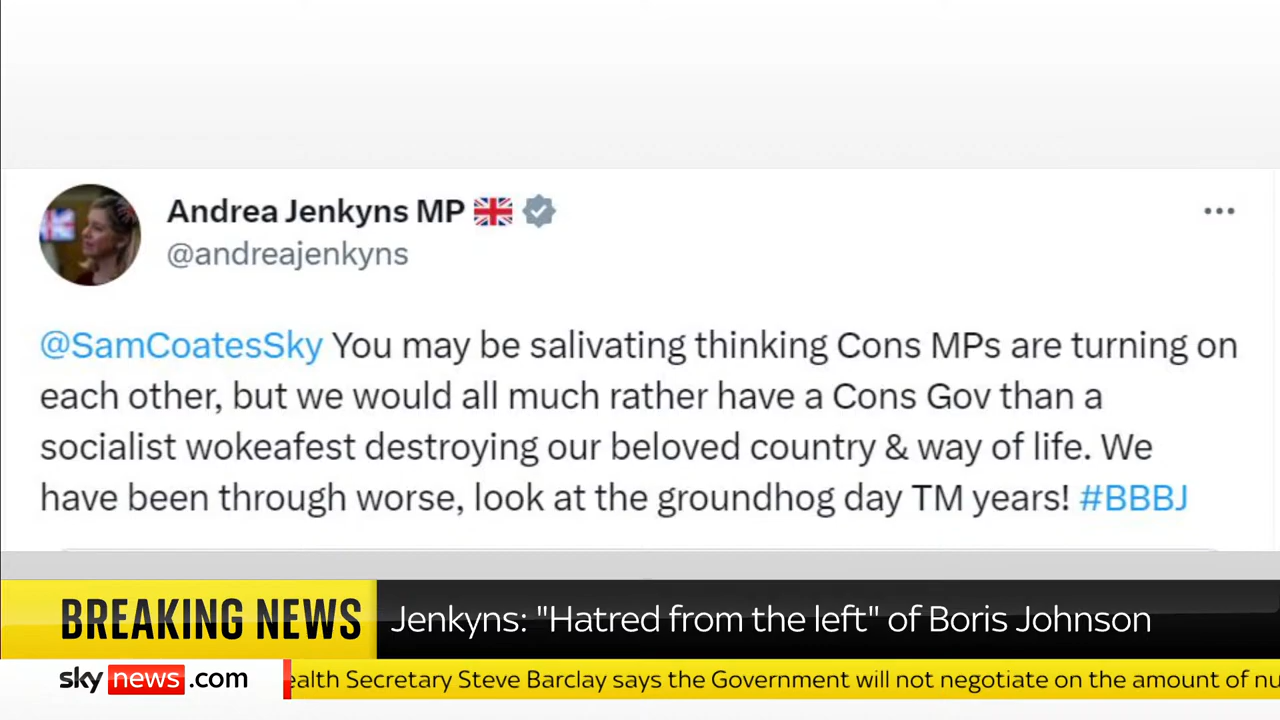 Andrea Jenkyns MP
@andreajenkyns
@SamCoatesSky You may be salivating thinking Cons MPs are turning on
each other, but we would all much rather have a Cons Gov than a
socialist wokeafest destroying our beloved country & way of life. We
have been through worse, look at the groundhog day TM years! #BBBJ
BREAKING NEWS
Jenkyns: "Hatred from the left" of Boris Johnson
sky news.com
ealth Secretary Steve Barclay says the Government will not negotiate on the amount of nu